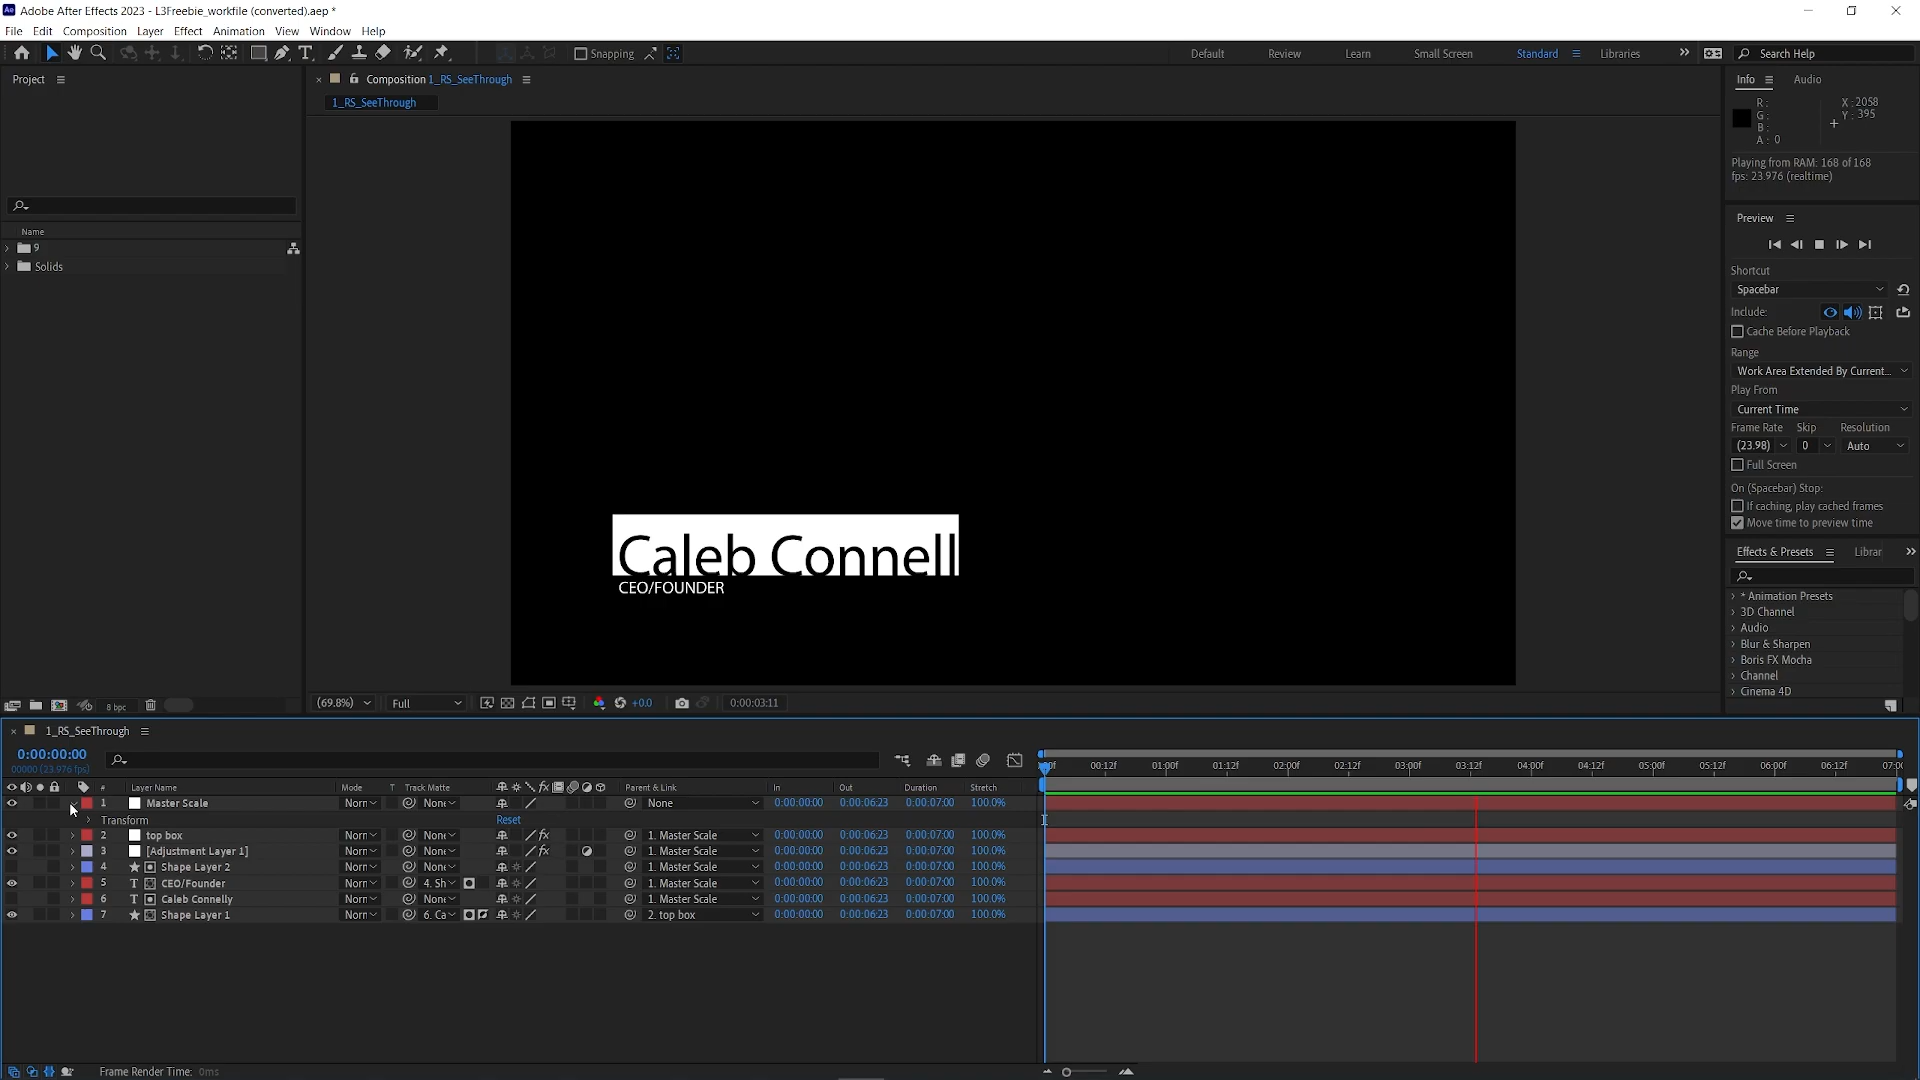 Adobe After Effects 2023 - L3Freebie_workfile (converted).aep *
File Edit Composition Layer Effect Animation View Window Help
Snapping Default Review Learn Small Screen Standard Libraries Search Help
Project
Composition 1_RS_SeeThrough
1_RS_SeeThrough
Name
9
Solids
Caleb Connell
CEO/FOUNDER
8 bpc
(69.8%) Full +0.0 0:00:03:11
Info Audio
R: X: 2058
G: Y: 395
B:
A: 0
Playing from RAM: 168 of 168
fps: 23.976 (realtime)
Preview
Shortcut
Spacebar
Include:
Cache Before Playback
Range
Work Area Extended By Current...
Play From
Current Time
Frame Rate Skip Resolution
(23.98) 0 Auto
Full Screen
On (Spacebar) Stop:
If caching, play cached frames
Move time to preview time
Effects & Presets Librar
* Animation Presets
3D Channel
Audio
Blur & Sharpen
Boris FX Mocha
Channel
Cinema 4D
1_RS_SeeThrough
0:00:00:00
00000 (23.976 fps)
00:12f 01:00f 01:12f 02:00f 02:12f 03:00f 03:12f 04:00f 04:12f 05:00f 05:12f 06:00f 06:12f 07:00
# Layer Name Mode T Track Matte Parent & Link In Out Duration Stretch
1 Master Scale Norn None None 0:00:00:00 0:00:06:23 0:00:07:00 100.0%
Transform Reset
2 top box Norn None 1. Master Scale 0:00:00:00 0:00:06:23 0:00:07:00 100.0%
3 [Adjustment Layer 1] Norn None 1. Master Scale 0:00:00:00 0:00:06:23 0:00:07:00 100.0%
4 Shape Layer 2 Norn None 1. Master Scale 0:00:00:00 0:00:06:23 0:00:07:00 100.0%
5 T CEO/Founder Norn 4. Sh 1. Master Scale 0:00:00:00 0:00:06:23 0:00:07:00 100.0%
6 T Caleb Connelly Norn None 1. Master Scale 0:00:00:00 0:00:06:23 0:00:07:00 100.0%
7 Shape Layer 1 Norn 6. Ca 2. top box 0:00:00:00 0:00:06:23 0:00:07:00 100.0%
Frame Render Time: 0ms